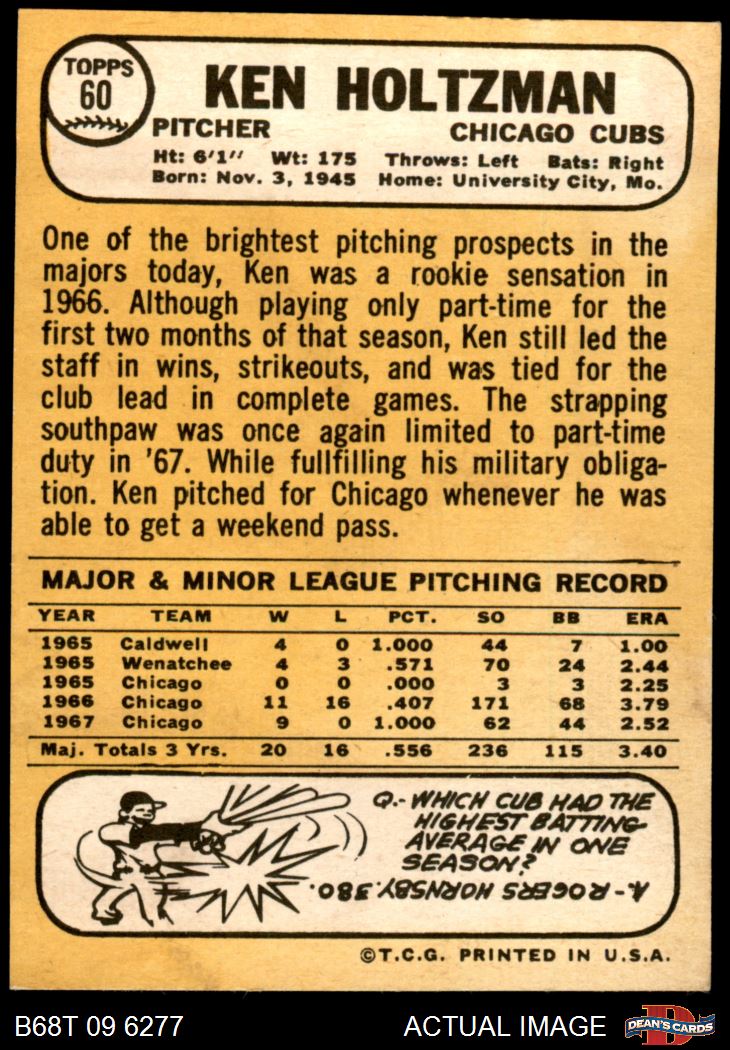 TOPPS
60
KEN HOLTZMAN
PITCHER CHICAGO CUBS
Ht: 6'1" Wt: 175 Throws: Left Bats: Right
Born: Nov. 3, 1945 Home: University City, Mo.
One of the brightest pitching prospects in the
majors today, Ken was a rookie sensation in
1966. Although playing only part-time for the
first two months of that season, Ken still led the
staff in wins, strikeouts, and was tied for the
club lead in complete games. The strapping
southpaw was once again limited to part-time
duty in '67. While fullfilling his military obliga-
tion. Ken pitched for Chicago whenever he was
able to get a weekend pass.
MAJOR & MINOR LEAGUE PITCHING RECORD
YEAR TEAM W L PCT. SO BB ERA
1965 Caldwell 4 0 1.000 44 7 1.00
1965 Wenatchee 4 3 .571 70 24 2.44
1965 Chicago 0 0 .000 3 3 2.25
1966 Chicago 11 16 .407 171 68 3.79
1967 Chicago 9 0 1.000 62 44 2.52
Maj. Totals 3 Yrs. 20 16 .556 236 115 3.40
Q.- WHICH CUB HAD THE
HIGHEST BATTING
AVERAGE IN ONE
SEASON?
A.- ROGERS HORNSBY .380.
©T.C.G. PRINTED IN U.S.A.
B68T 09 6277 ACTUAL IMAGE D DEAN'S CARDS